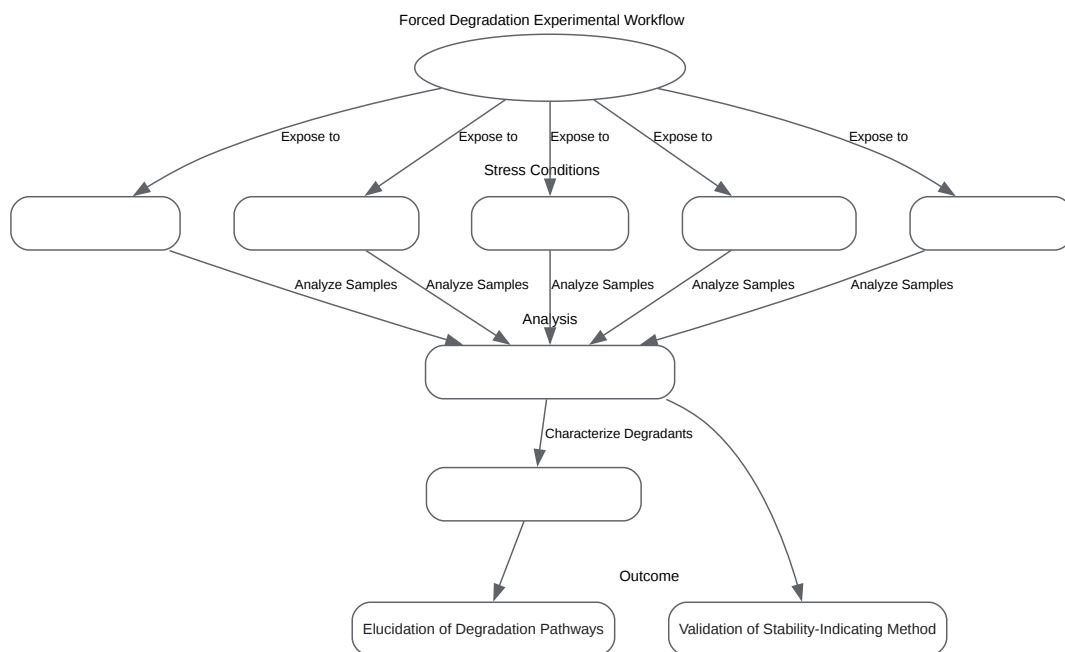 Forced Degradation Experimental Workflow
Expose to
Expose to
Expose to
Expose to
Expose to
Stress Conditions
Analyze Samples
Analyze Samples
Analyze Samples
Analyze Samples
Analyze Samples
Analysis
Characterize Degradants
Outcome
Elucidation of Degradation Pathways
Validation of Stability-Indicating Method